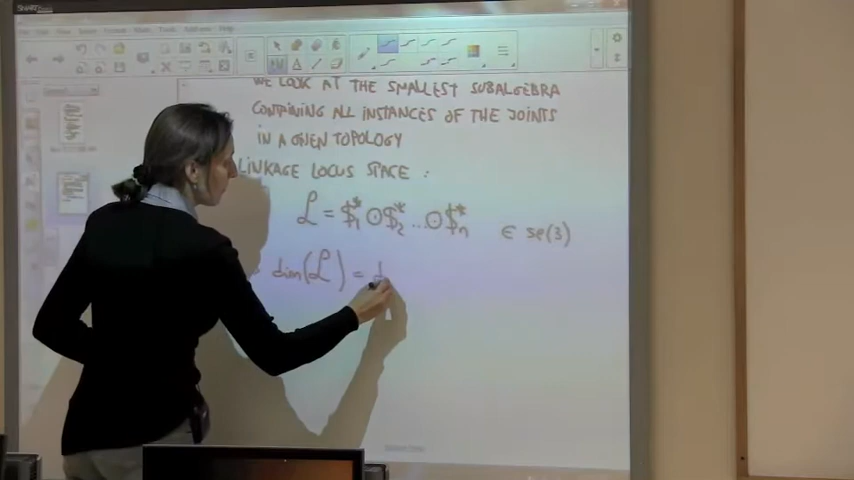 SMART
WE LOOK AT THE SMALLEST SUBALGEBRA
CONTAINING ALL INSTANCES OF THE JOINTS
IN A GIVEN TOPOLOGY
LINKAGE LOCUS SPACE :
ℒ = $₁* ⊙ $₂* ... ⊙ $ₙ* ∈ se(3)
dim(ℒ) =